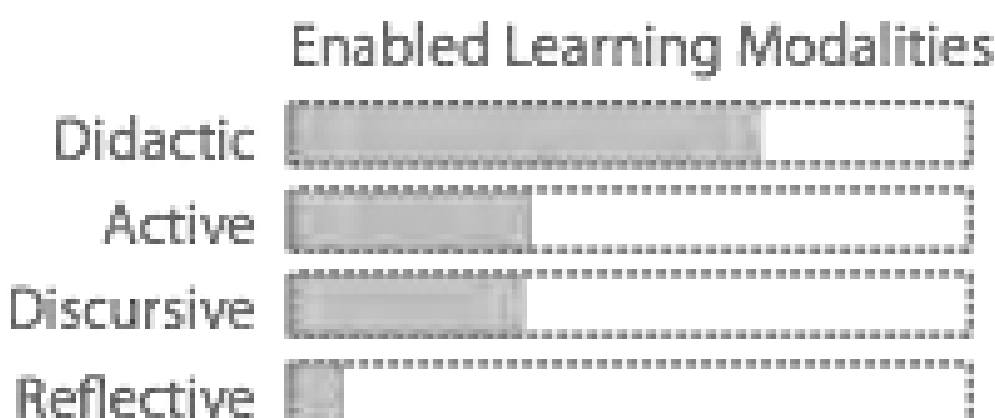 Enabled Learning Modalities
Didactic
Active
Discursive
Reflective